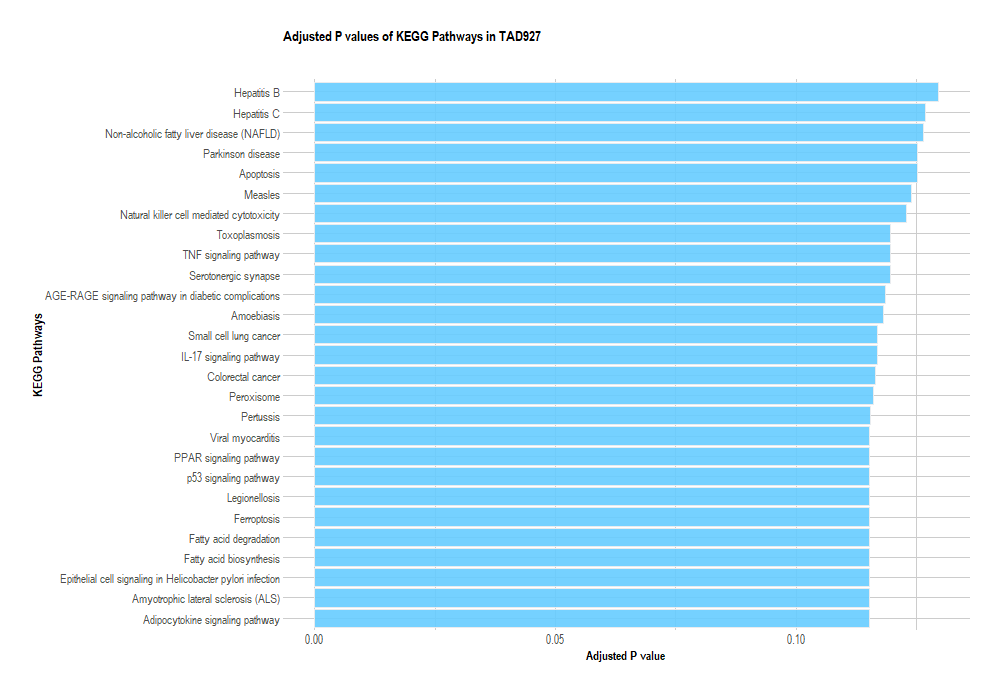 Adjusted P values of KEGG Pathways in TAD927
Hepatitis B
Hepatitis C
Non-alcoholic fatty liver disease (NAFLD)
Parkinson disease
Apoptosis
Measles
Natural killer cell mediated cytotoxicity
Toxoplasmosis
TNF signaling pathway
Serotonergic synapse
AGE-RAGE signaling pathway in diabetic complications
Amoebiasis
Small cell lung cancer
IL-17 signaling pathway
Colorectal cancer
Peroxisome
Pertussis
Viral myocarditis
PPAR signaling pathway
p53 signaling pathway
Legionellosis
Ferroptosis
Fatty acid degradation
Fatty acid biosynthesis
Epithelial cell signaling in Helicobacter pylori infection
Amyotrophic lateral sclerosis (ALS)
Adipocytokine signaling pathway
KEGG Pathways
0.00 0.05 0.10
Adjusted P value